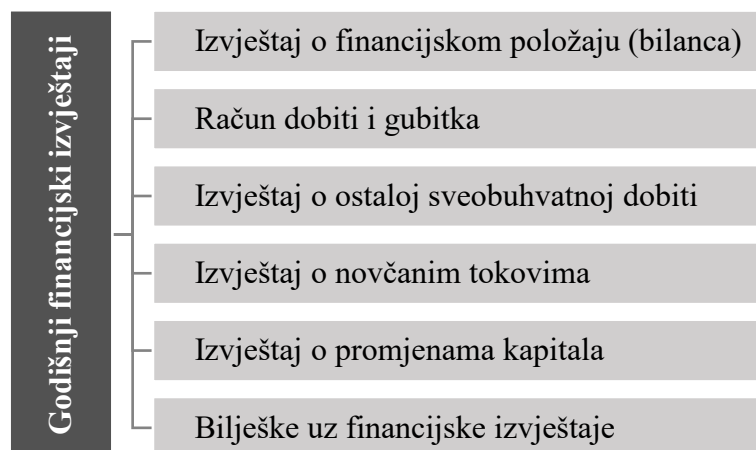 Godišnji financijski izvještaji
Izvještaj o financijskom položaju (bilanca)
Račun dobiti i gubitka
Izvještaj o ostaloj sveobuhvatnoj dobiti
Izvještaj o novčanim tokovima
Izvještaj o promjenama kapitala
Bilješke uz financijske izvještaje